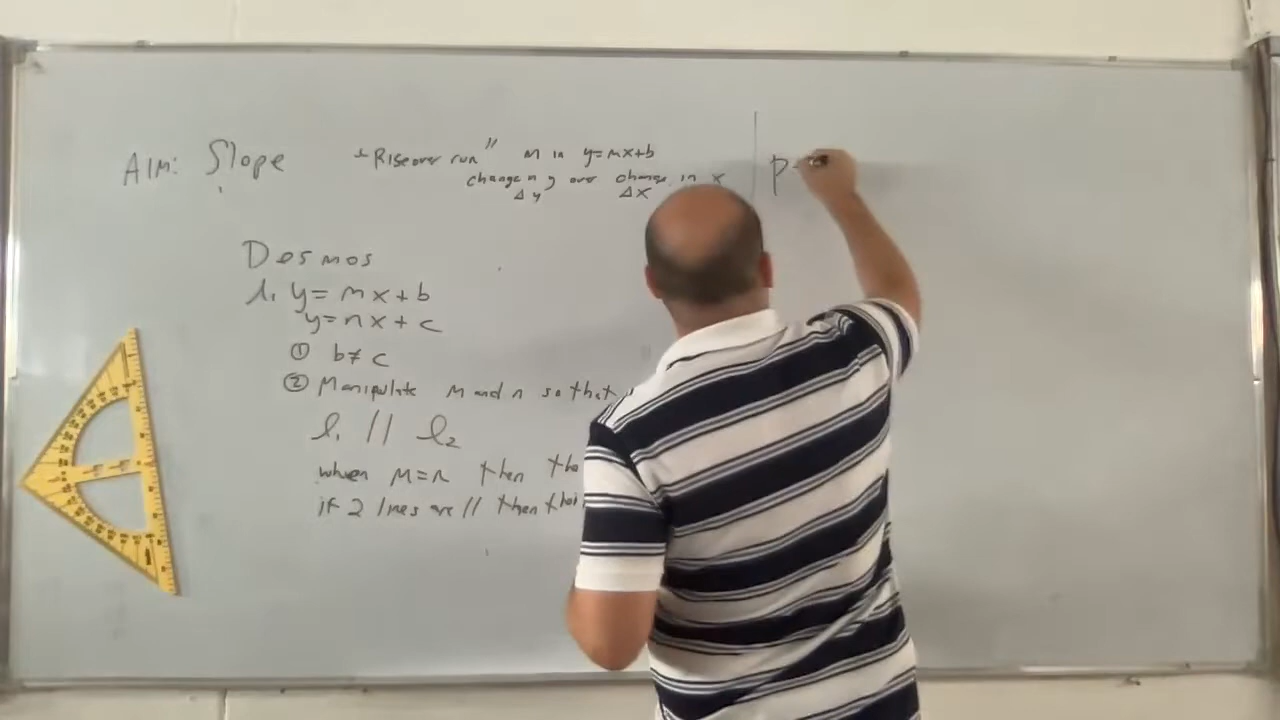 AIM: Slope
"Rise over run" m in y=mx+b
change in y over change in x
Δy Δx
Desmos
l₁ y=mx+b
y=nx+c
① b≠c
② Manipulate m and n so that
l₁ // l₂
when m=n then the
if 2 lines are // then their
P